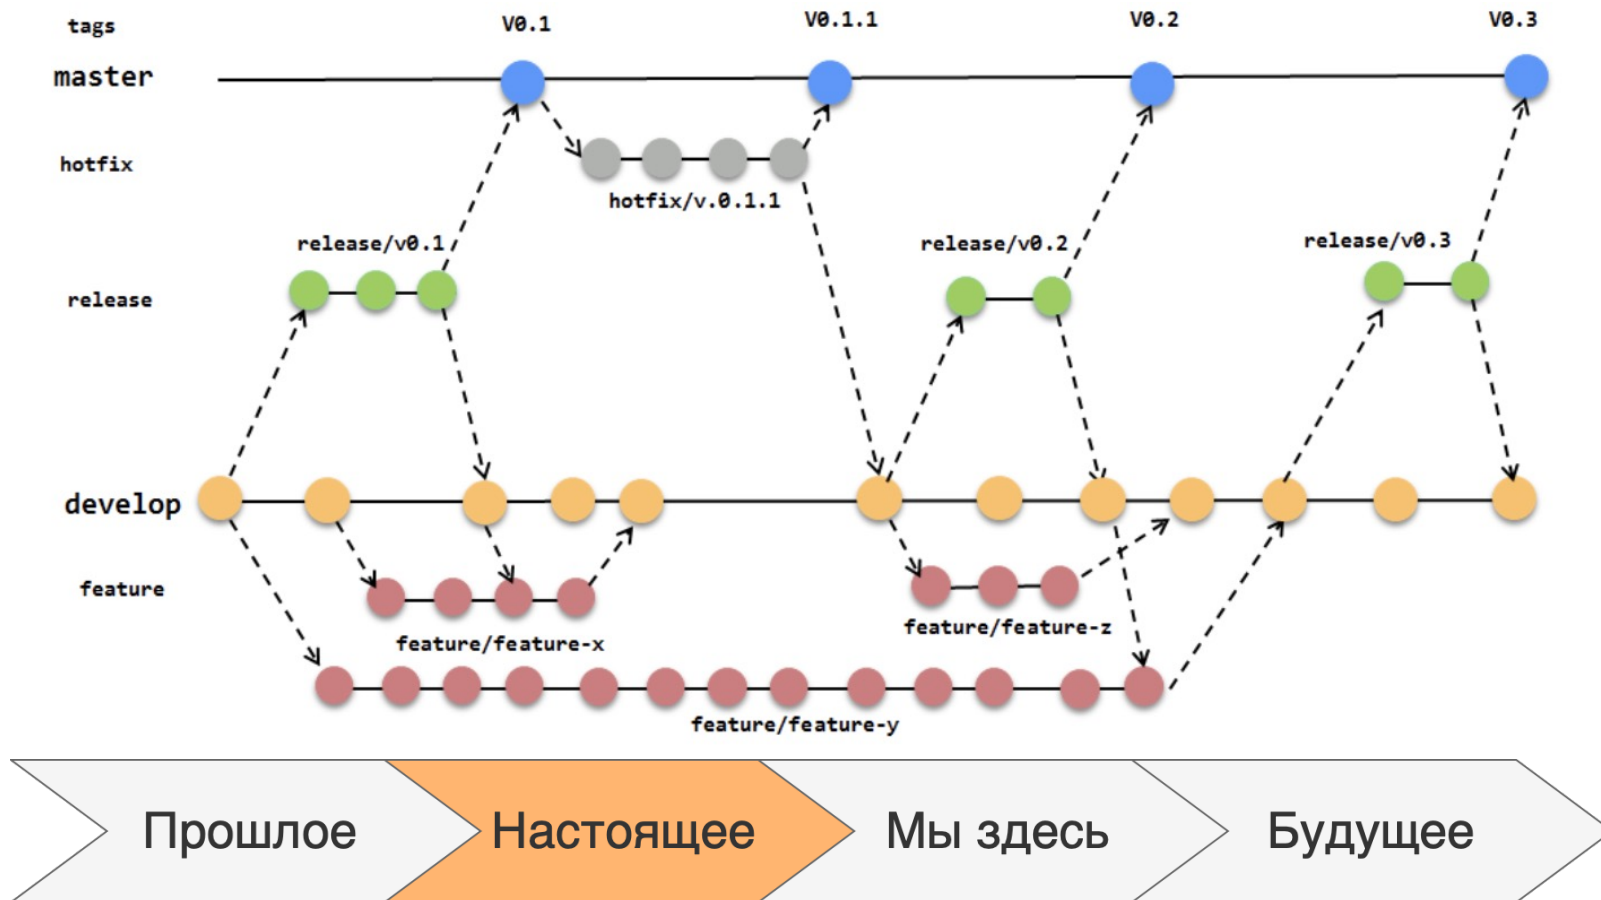 tags
V0.1
V0.1.1
V0.2
V0.3
master
hotfix
hotfix/v.0.1.1
release/v0.1
release/v0.2
release/v0.3
release
develop
feature
feature/feature-x
feature/feature-z
feature/feature-y
Прошлое
Настоящее
Мы здесь
Будущее